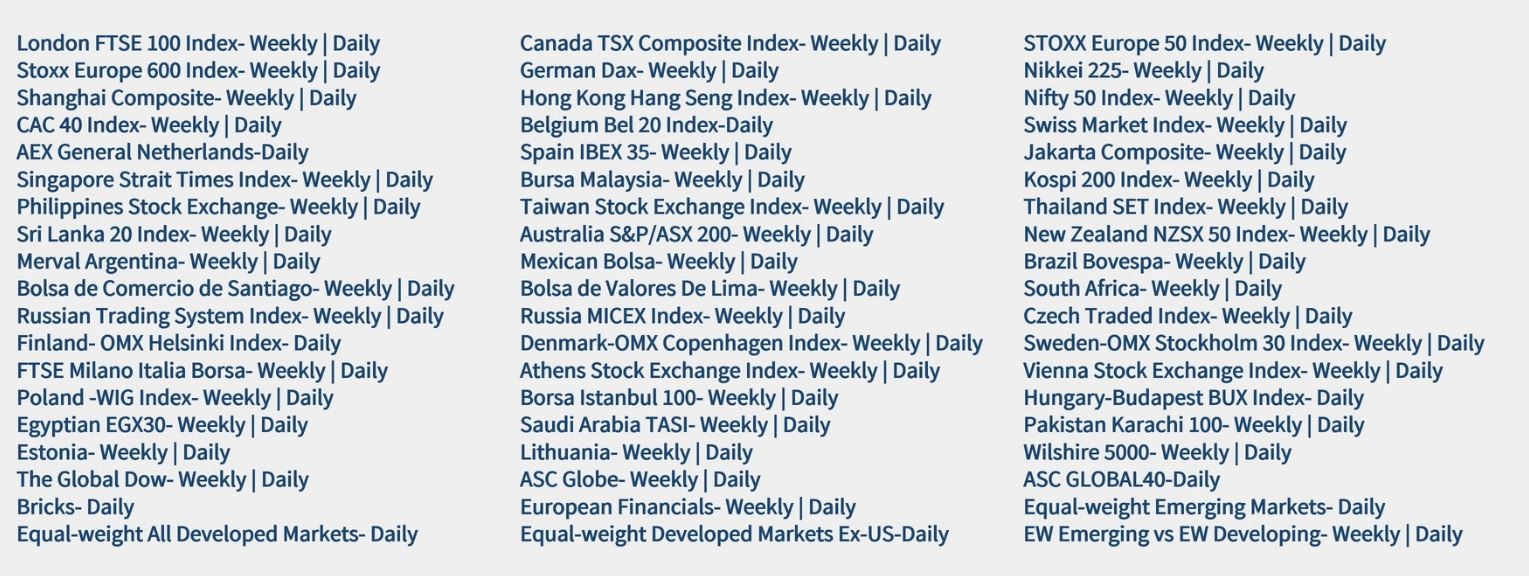 London FTSE 100 Index- Weekly | Daily
Stoxx Europe 600 Index- Weekly | Daily
Shanghai Composite- Weekly | Daily
CAC 40 Index- Weekly | Daily
AEX General Netherlands-Daily
Singapore Strait Times Index- Weekly | Daily
Philippines Stock Exchange- Weekly | Daily
Sri Lanka 20 Index- Weekly | Daily
Merval Argentina- Weekly | Daily
Bolsa de Comercio de Santiago- Weekly | Daily
Russian Trading System Index- Weekly | Daily
Finland- OMX Helsinki Index- Daily
FTSE Milano Italia Borsa- Weekly | Daily
Poland -WIG Index- Weekly | Daily
Egyptian EGX30- Weekly | Daily
Estonia- Weekly | Daily
The Global Dow- Weekly | Daily
Bricks- Daily
Equal-weight All Developed Markets- Daily
Canada TSX Composite Index- Weekly | Daily
German Dax- Weekly | Daily
Hong Kong Hang Seng Index- Weekly | Daily
Belgium Bel 20 Index-Daily
Spain IBEX 35- Weekly | Daily
Bursa Malaysia- Weekly | Daily
Taiwan Stock Exchange Index- Weekly | Daily
Australia S&P/ASX 200- Weekly | Daily
Mexican Bolsa- Weekly | Daily
Bolsa de Valores De Lima- Weekly | Daily
Russia MICEX Index- Weekly | Daily
Denmark-OMX Copenhagen Index- Weekly | Daily
Athens Stock Exchange Index- Weekly | Daily
Borsa Istanbul 100- Weekly | Daily
Saudi Arabia TASI- Weekly | Daily
Lithuania- Weekly | Daily
ASC Globe- Weekly | Daily
European Financials- Weekly | Daily
Equal-weight Developed Markets Ex-US-Daily
STOXX Europe 50 Index- Weekly | Daily
Nikkei 225- Weekly | Daily
Nifty 50 Index- Weekly | Daily
Swiss Market Index- Weekly | Daily
Jakarta Composite- Weekly | Daily
Kospi 200 Index- Weekly | Daily
Thailand SET Index- Weekly | Daily
New Zealand NZSX 50 Index- Weekly | Daily
Brazil Bovespa- Weekly | Daily
South Africa- Weekly | Daily
Czech Traded Index- Weekly | Daily
Sweden-OMX Stockholm 30 Index- Weekly | Daily
Vienna Stock Exchange Index- Weekly | Daily
Hungary-Budapest BUX Index- Daily
Pakistan Karachi 100- Weekly | Daily
Wilshire 5000- Weekly | Daily
ASC GLOBAL40-Daily
Equal-weight Emerging Markets- Daily
EW Emerging vs EW Developing- Weekly | Daily